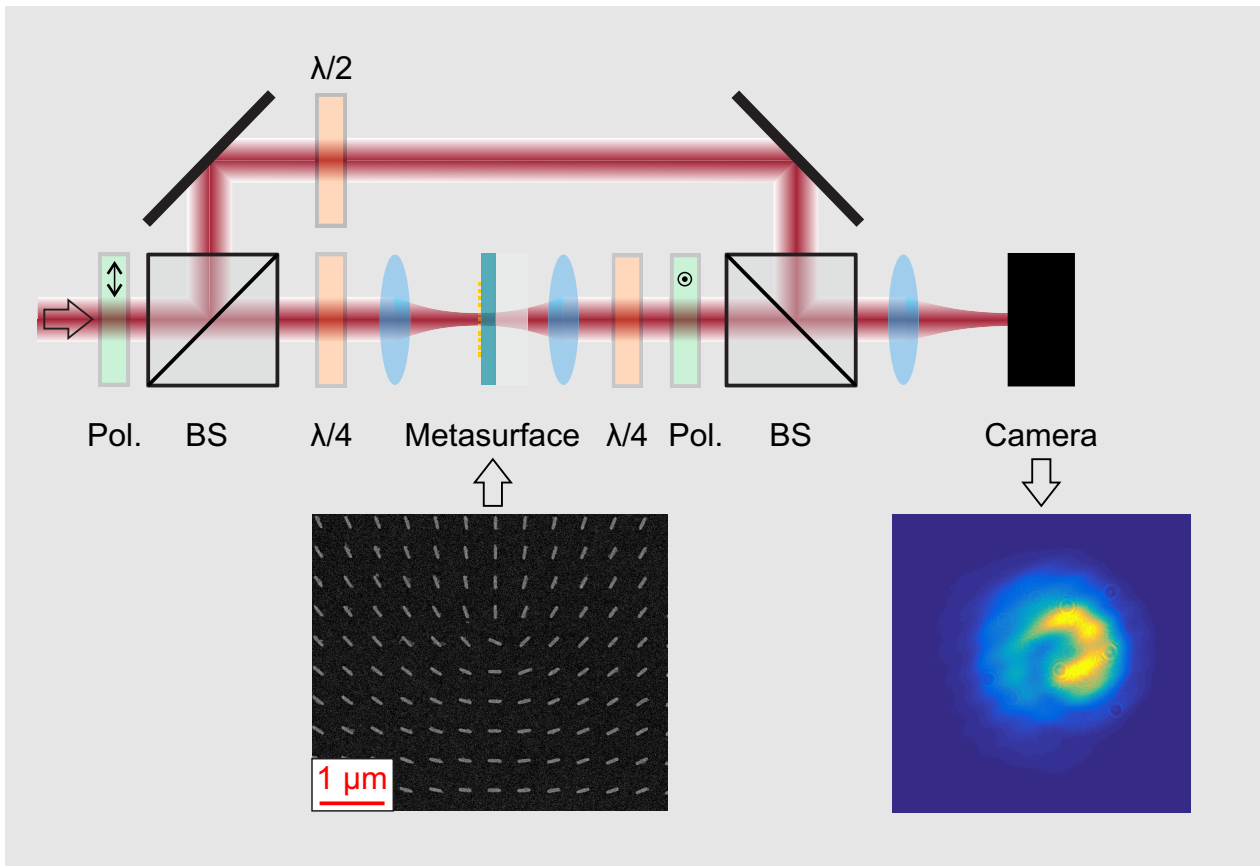 λ/2
Pol.
BS
λ/4
Metasurface
λ/4
Pol.
BS
Camera
1 μm